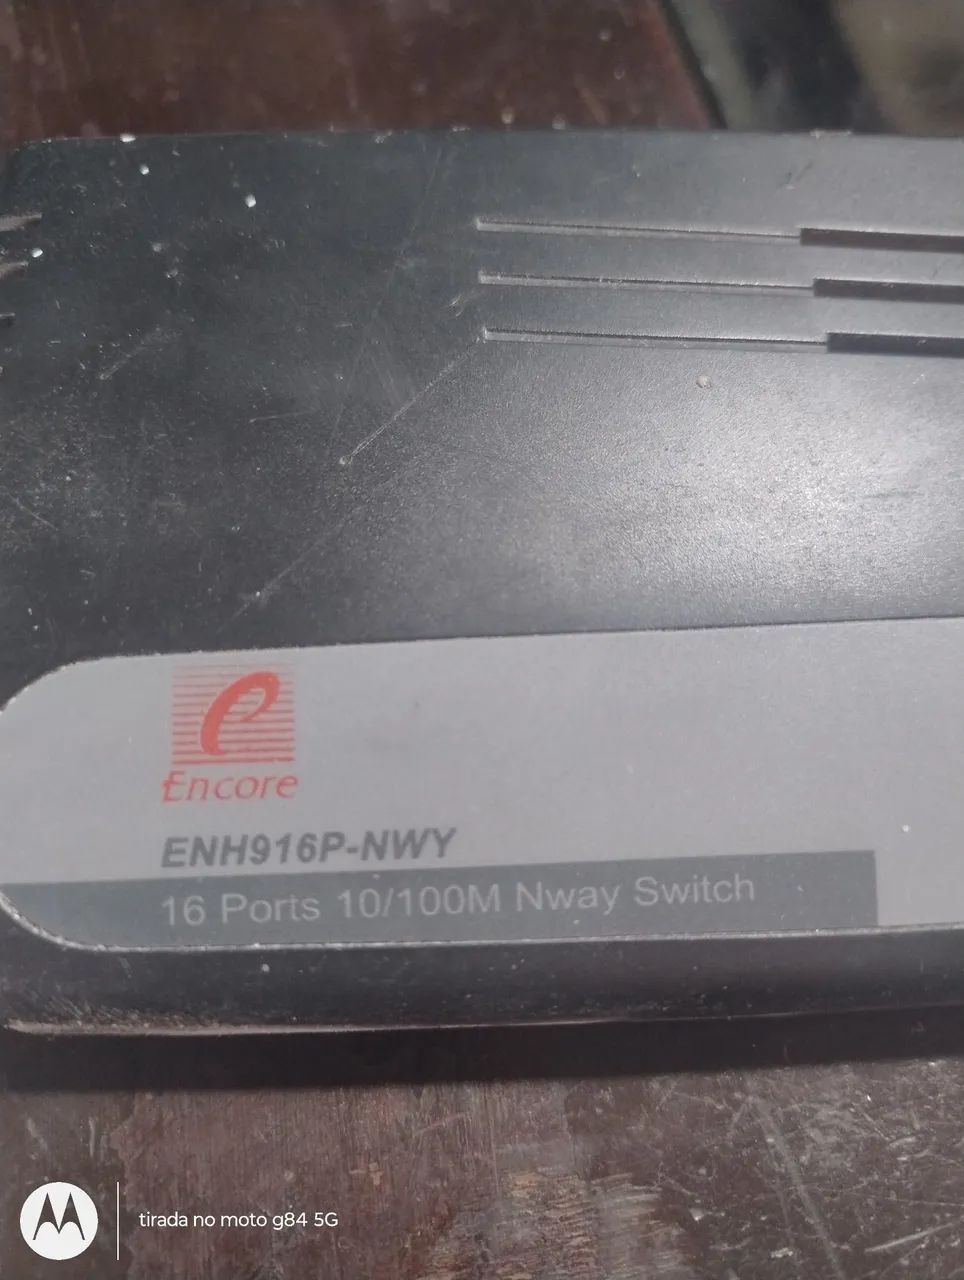 e
Encore
ENH916P-NWY
16 Ports 10/100M Nway Switch
tirada no moto g84 5G